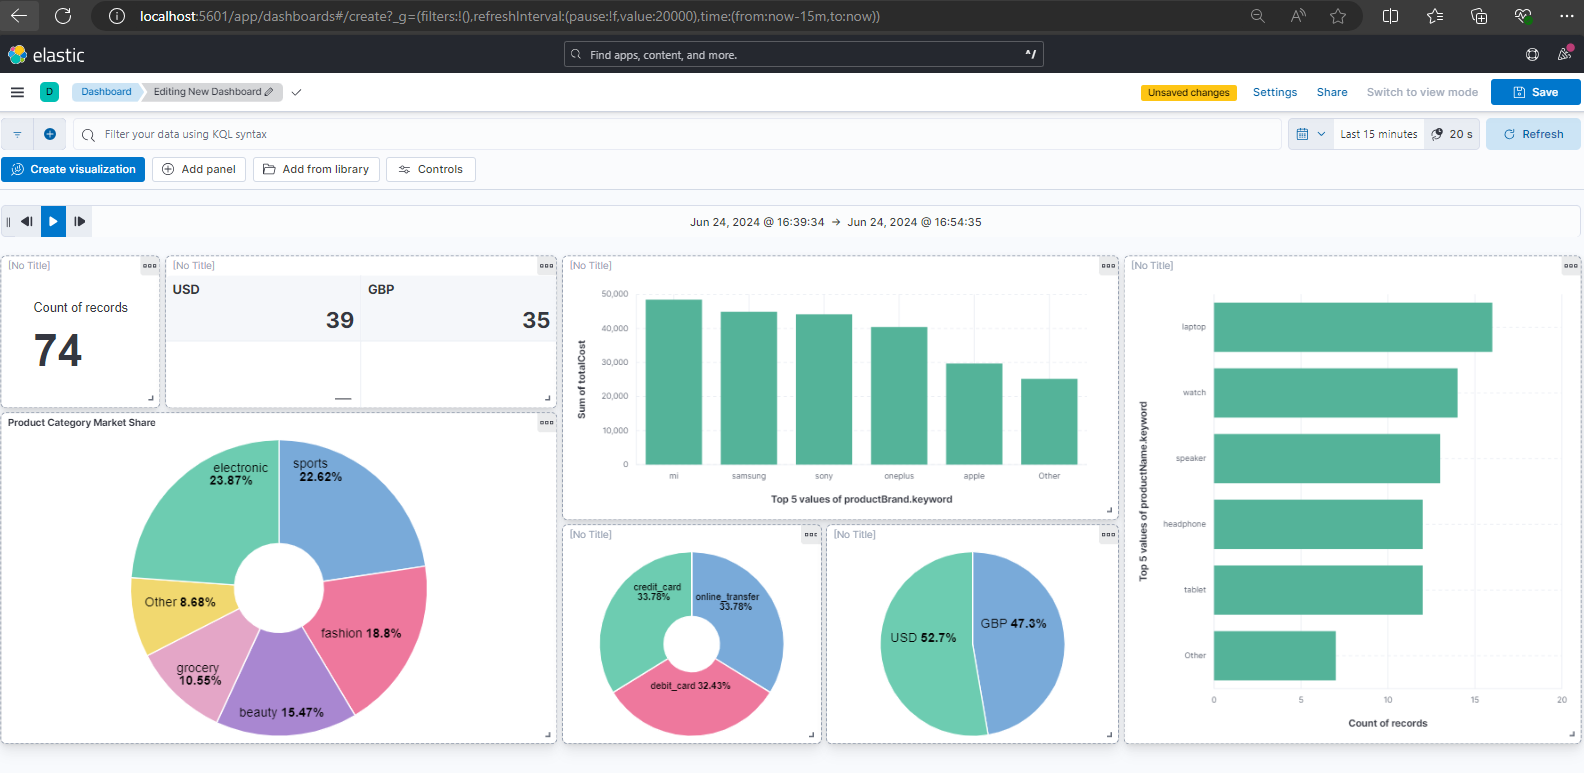 localhost:5601/app/dashboards#/create?_g=(filters:!(),refreshInterval:(pause:!f,value:20000),time:(from:now-15m,to:now))
elastic
Find apps, content, and more.
^/
D
Dashboard
Editing New Dashboard
Unsaved changes
Settings
Share
Switch to view mode
Save
Filter your data using KQL syntax
Last 15 minutes
20 s
Refresh
Create visualization
Add panel
Add from library
Controls
Jun 24, 2024 @ 16:39:34 → Jun 24, 2024 @ 16:54:35
[No Title]
Count of records
74
[No Title]
USD
39
GBP
35
Product Category Market Share
electronic
23.87%
sports
22.62%
Other 8.68%
fashion 18.8%
grocery
10.55%
beauty 15.47%
[No Title]
50,000
40,000
30,000
20,000
10,000
0
Sum of totalCost
mi
samsung
sony
oneplus
apple
Other
Top 5 values of productBrand.keyword
[No Title]
credit_card
33.78%
online_transfer
33.78%
debit_card 32.43%
[No Title]
USD 52.7%
GBP 47.3%
[No Title]
laptop
watch
speaker
headphone
tablet
Other
Top 5 values of productName.keyword
0
5
10
15
20
Count of records